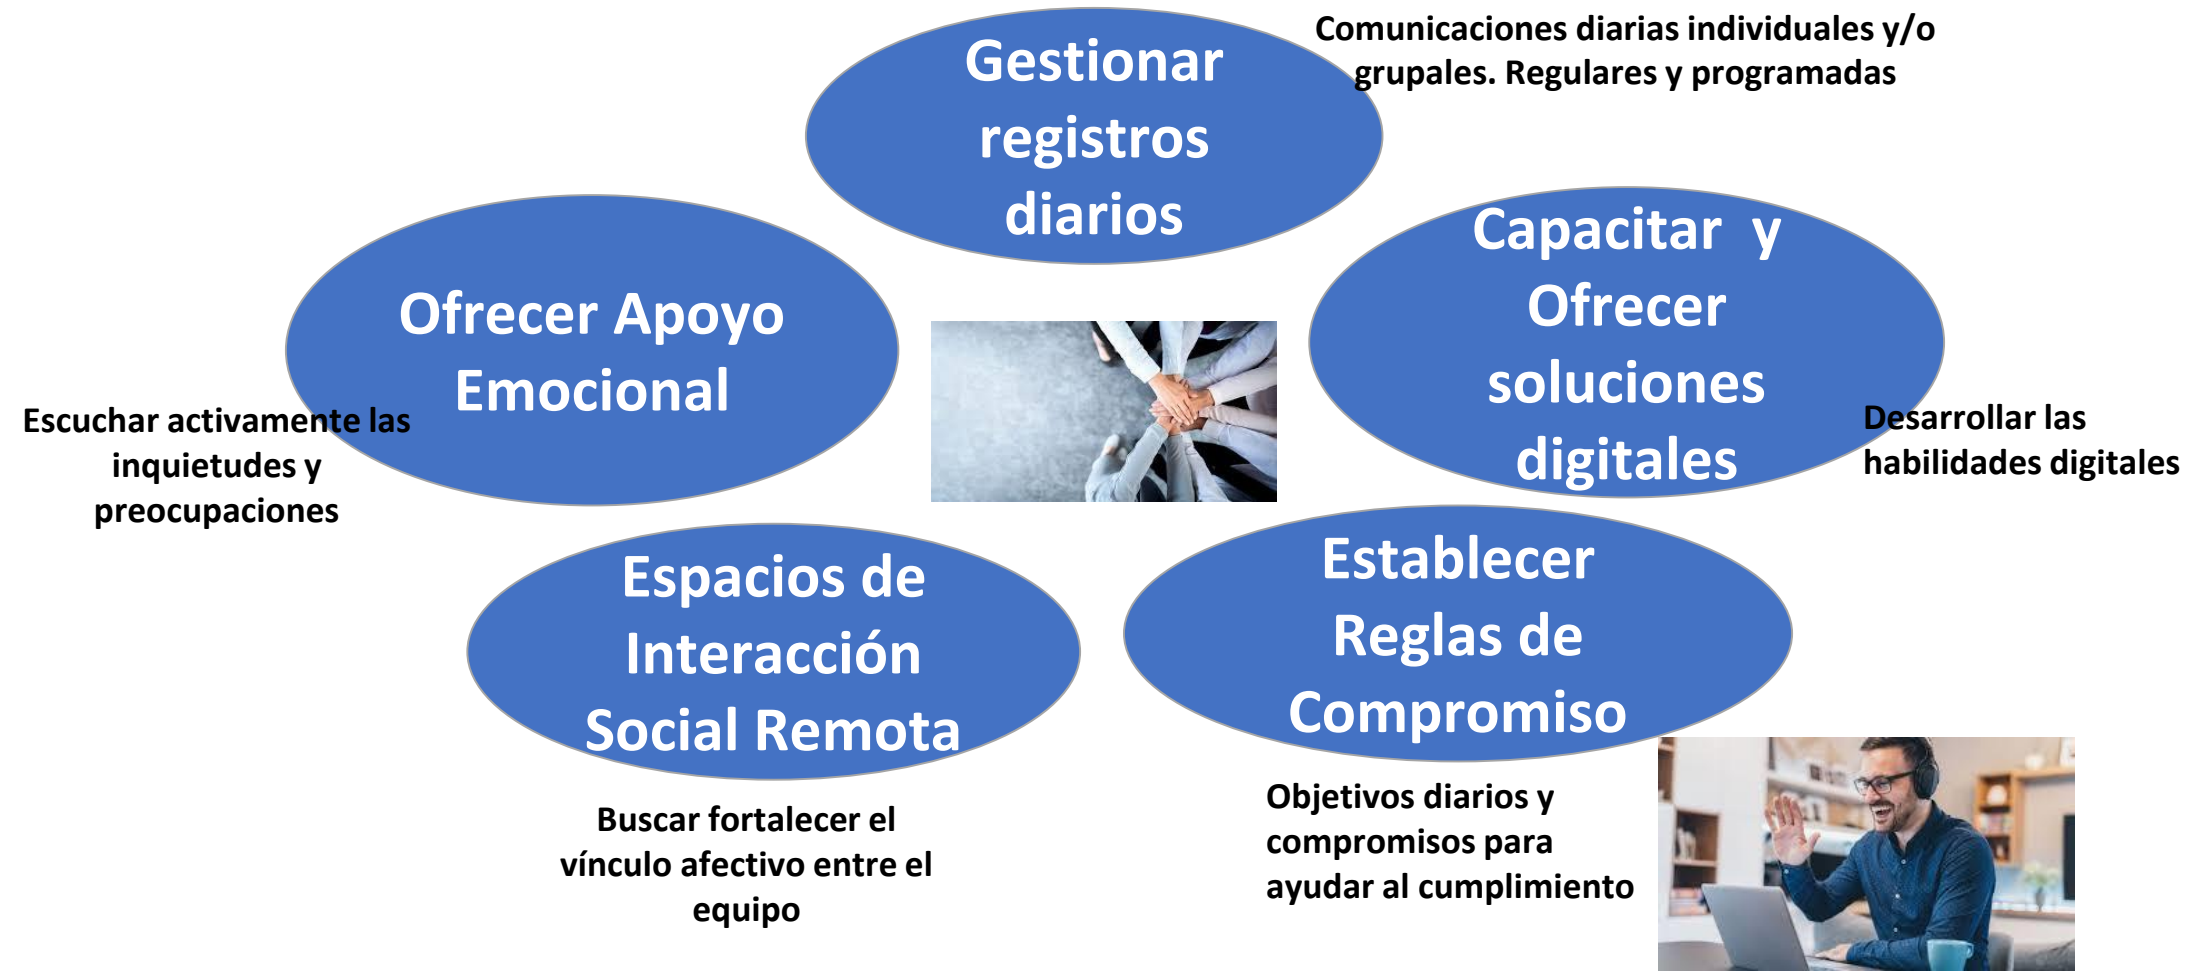 Gestionar
registros
diarios
Comunicaciones diarias individuales y/o
grupales. Regulares y programadas
Capacitar y
Ofrecer
soluciones
digitales
Desarrollar las
habilidades digitales
Establecer
Reglas de
Compromiso
Objetivos diarios y
compromisos para
ayudar al cumplimiento
Espacios de
Interacción
Social Remota
Buscar fortalecer el
vínculo afectivo entre el
equipo
Ofrecer Apoyo
Emocional
Escuchar activamente las
inquietudes y
preocupaciones